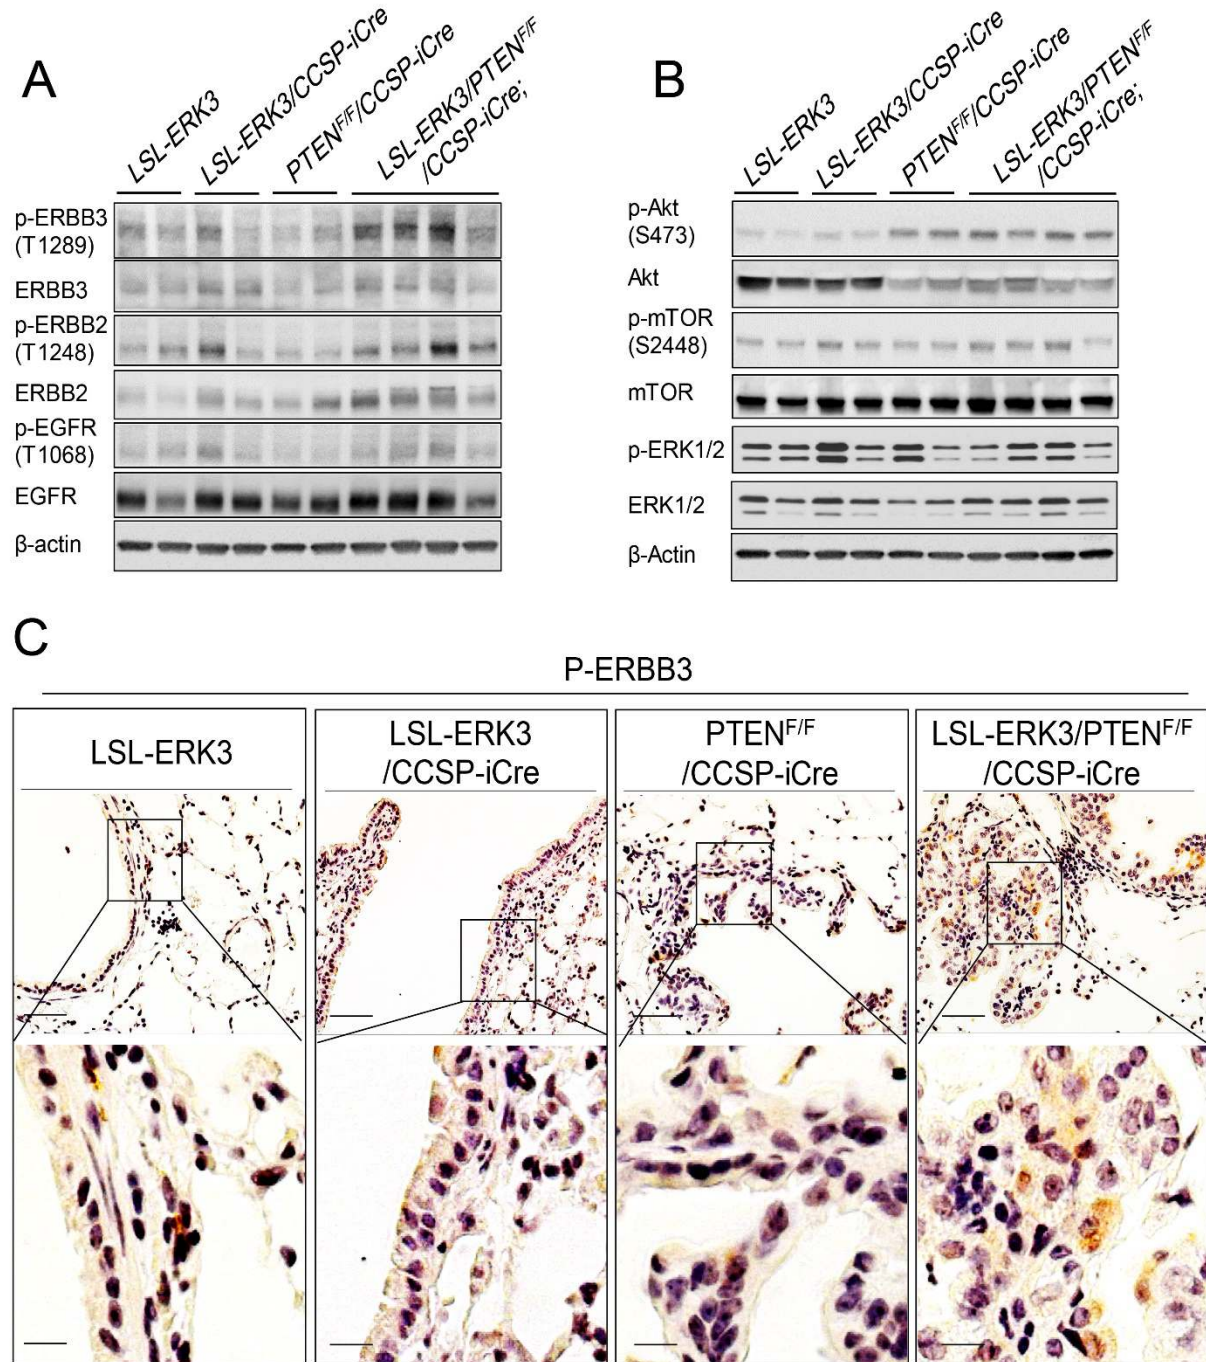 A
LSL-ERK3
LSL-ERK3/CCSP-iCre
PTENF/F/CCSP-iCre
LSL-ERK3/PTENF/F
/CCSP-iCre;
p-ERBB3
(T1289)
ERBB3
p-ERBB2
(T1248)
ERBB2
p-EGFR
(T1068)
EGFR
β-actin
B
LSL-ERK3
LSL-ERK3/CCSP-iCre
PTENF/F/CCSP-iCre
LSL-ERK3/PTENF/F
/CCSP-iCre;
p-Akt
(S473)
Akt
p-mTOR
(S2448)
mTOR
p-ERK1/2
ERK1/2
β-Actin
C
P-ERBB3
LSL-ERK3
LSL-ERK3
/CCSP-iCre
PTENF/F
/CCSP-iCre
LSL-ERK3/PTENF/F
/CCSP-iCre